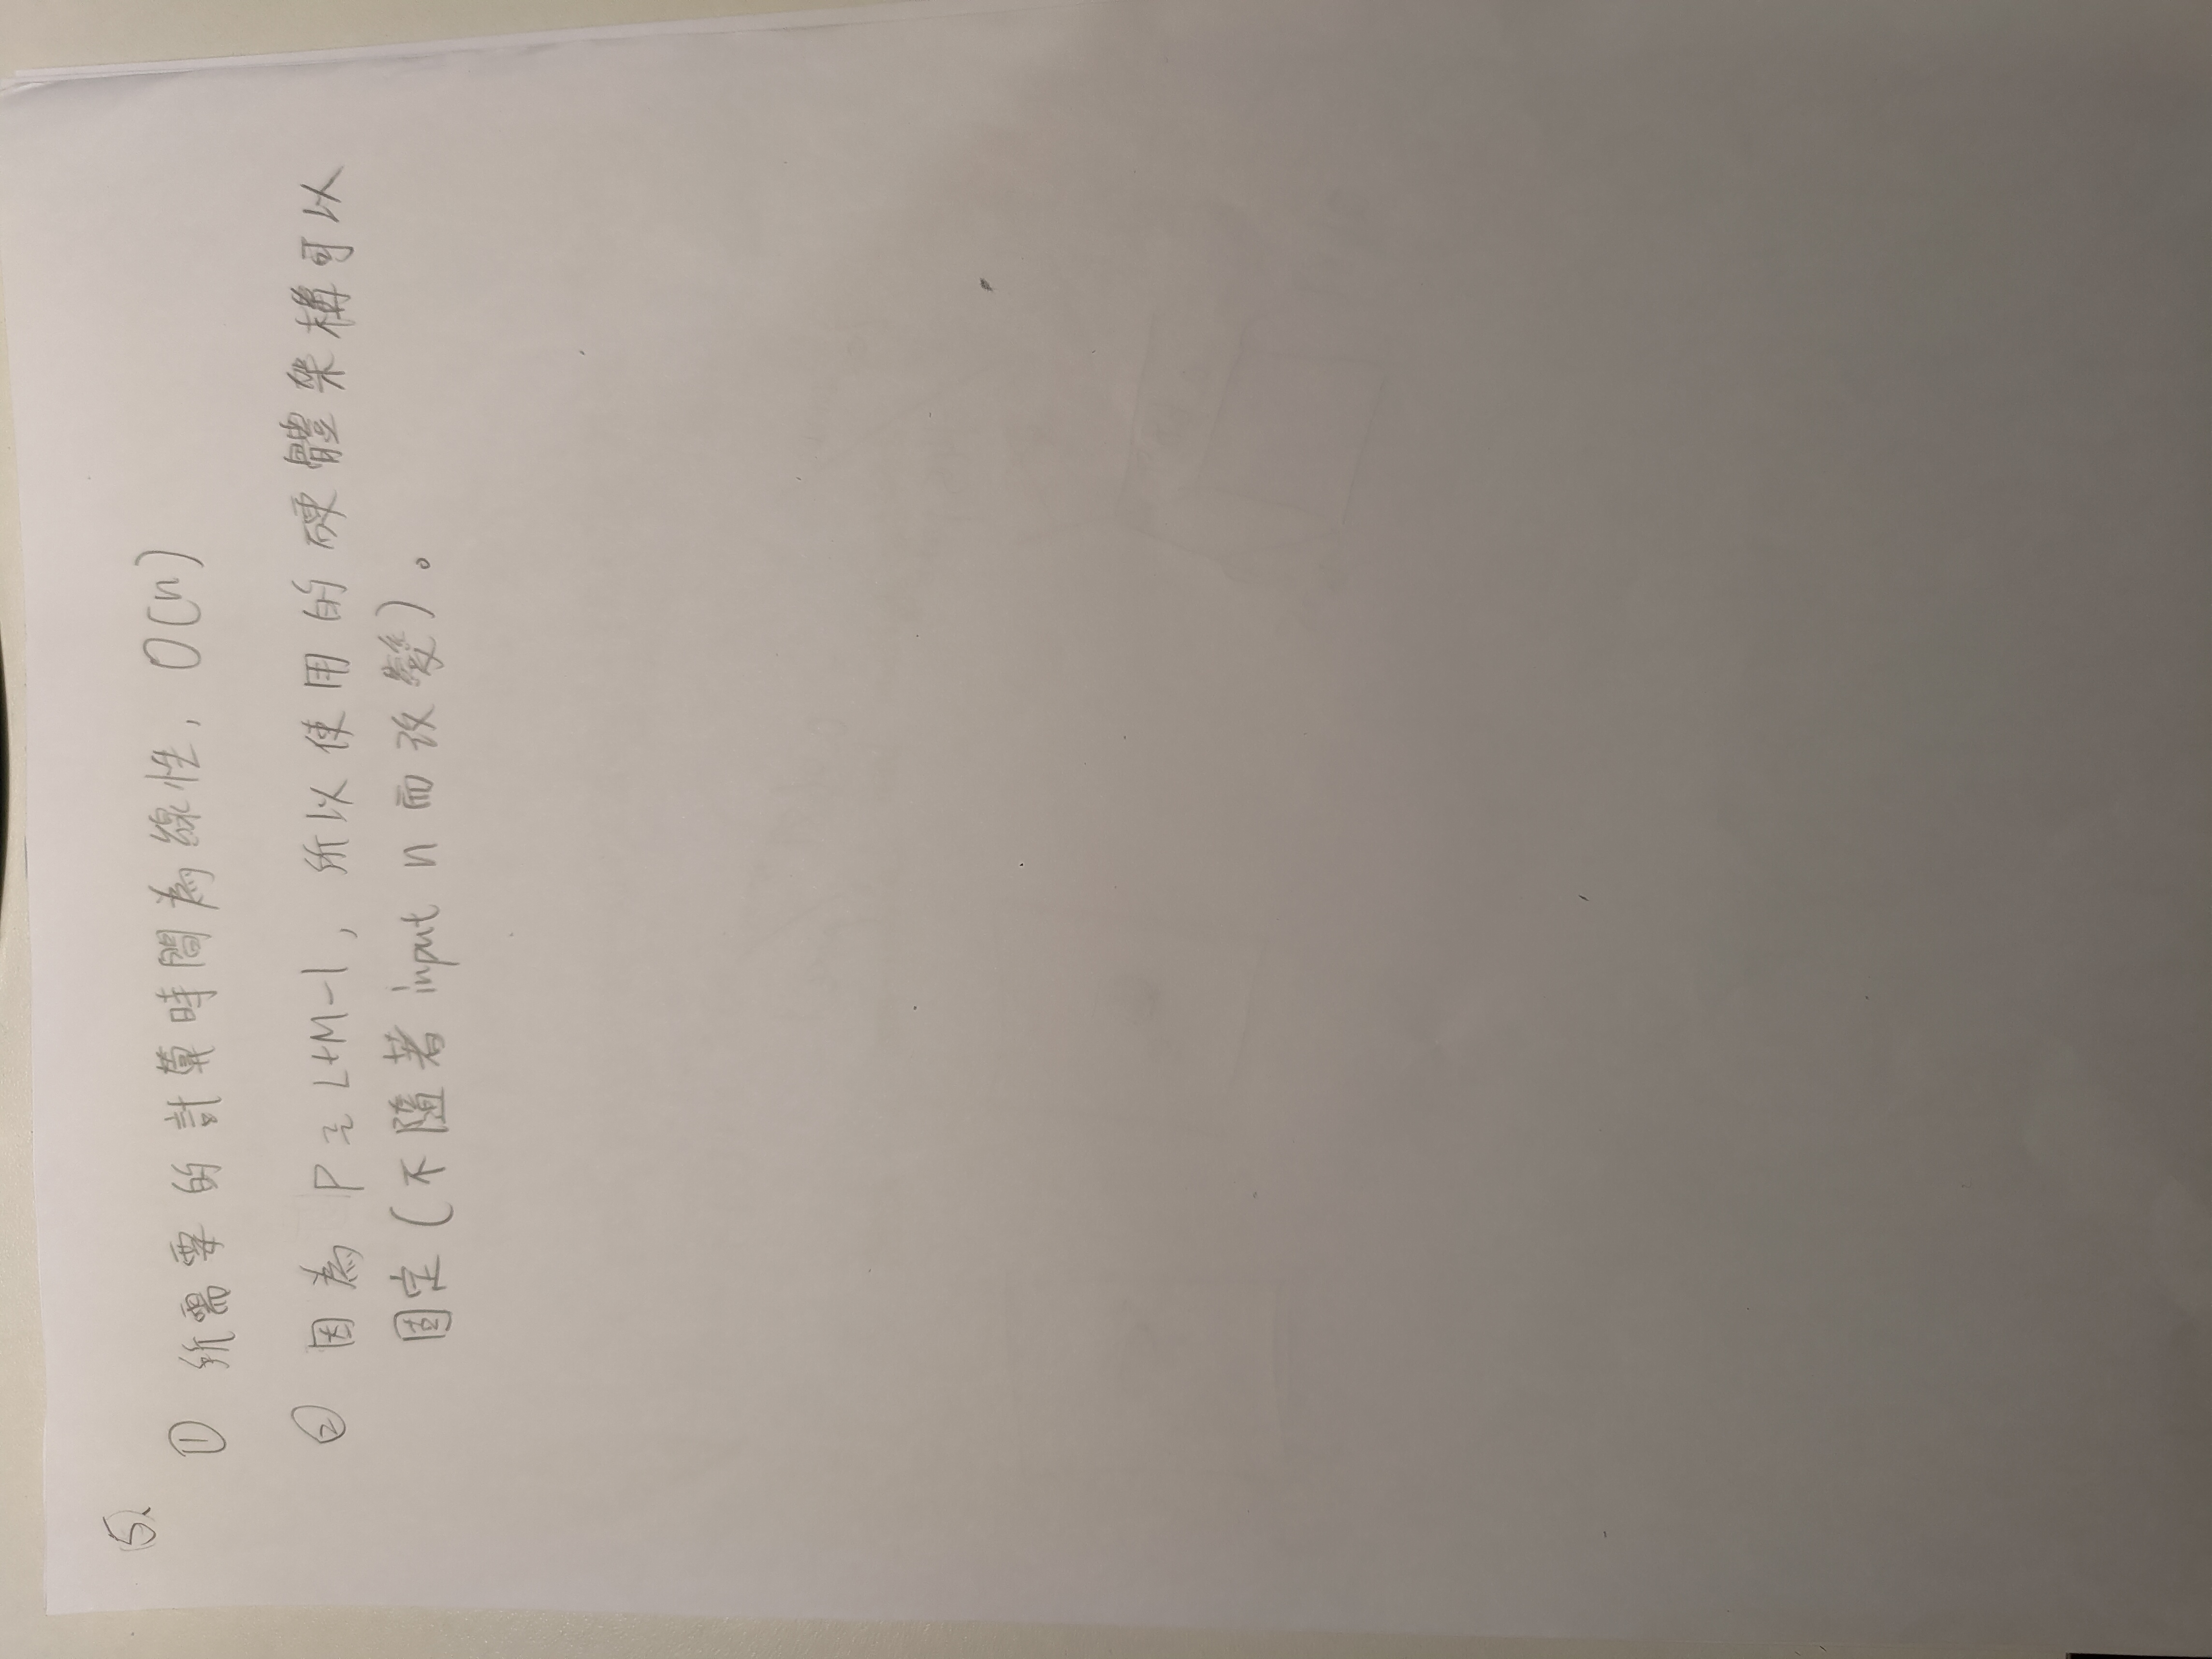 5.
① 所需要的計算時間為線性, O(n)
② 因為 P ≥ L+M-1, 所以使用的硬體架構可以
固定(不隨著 input n 而改變)。